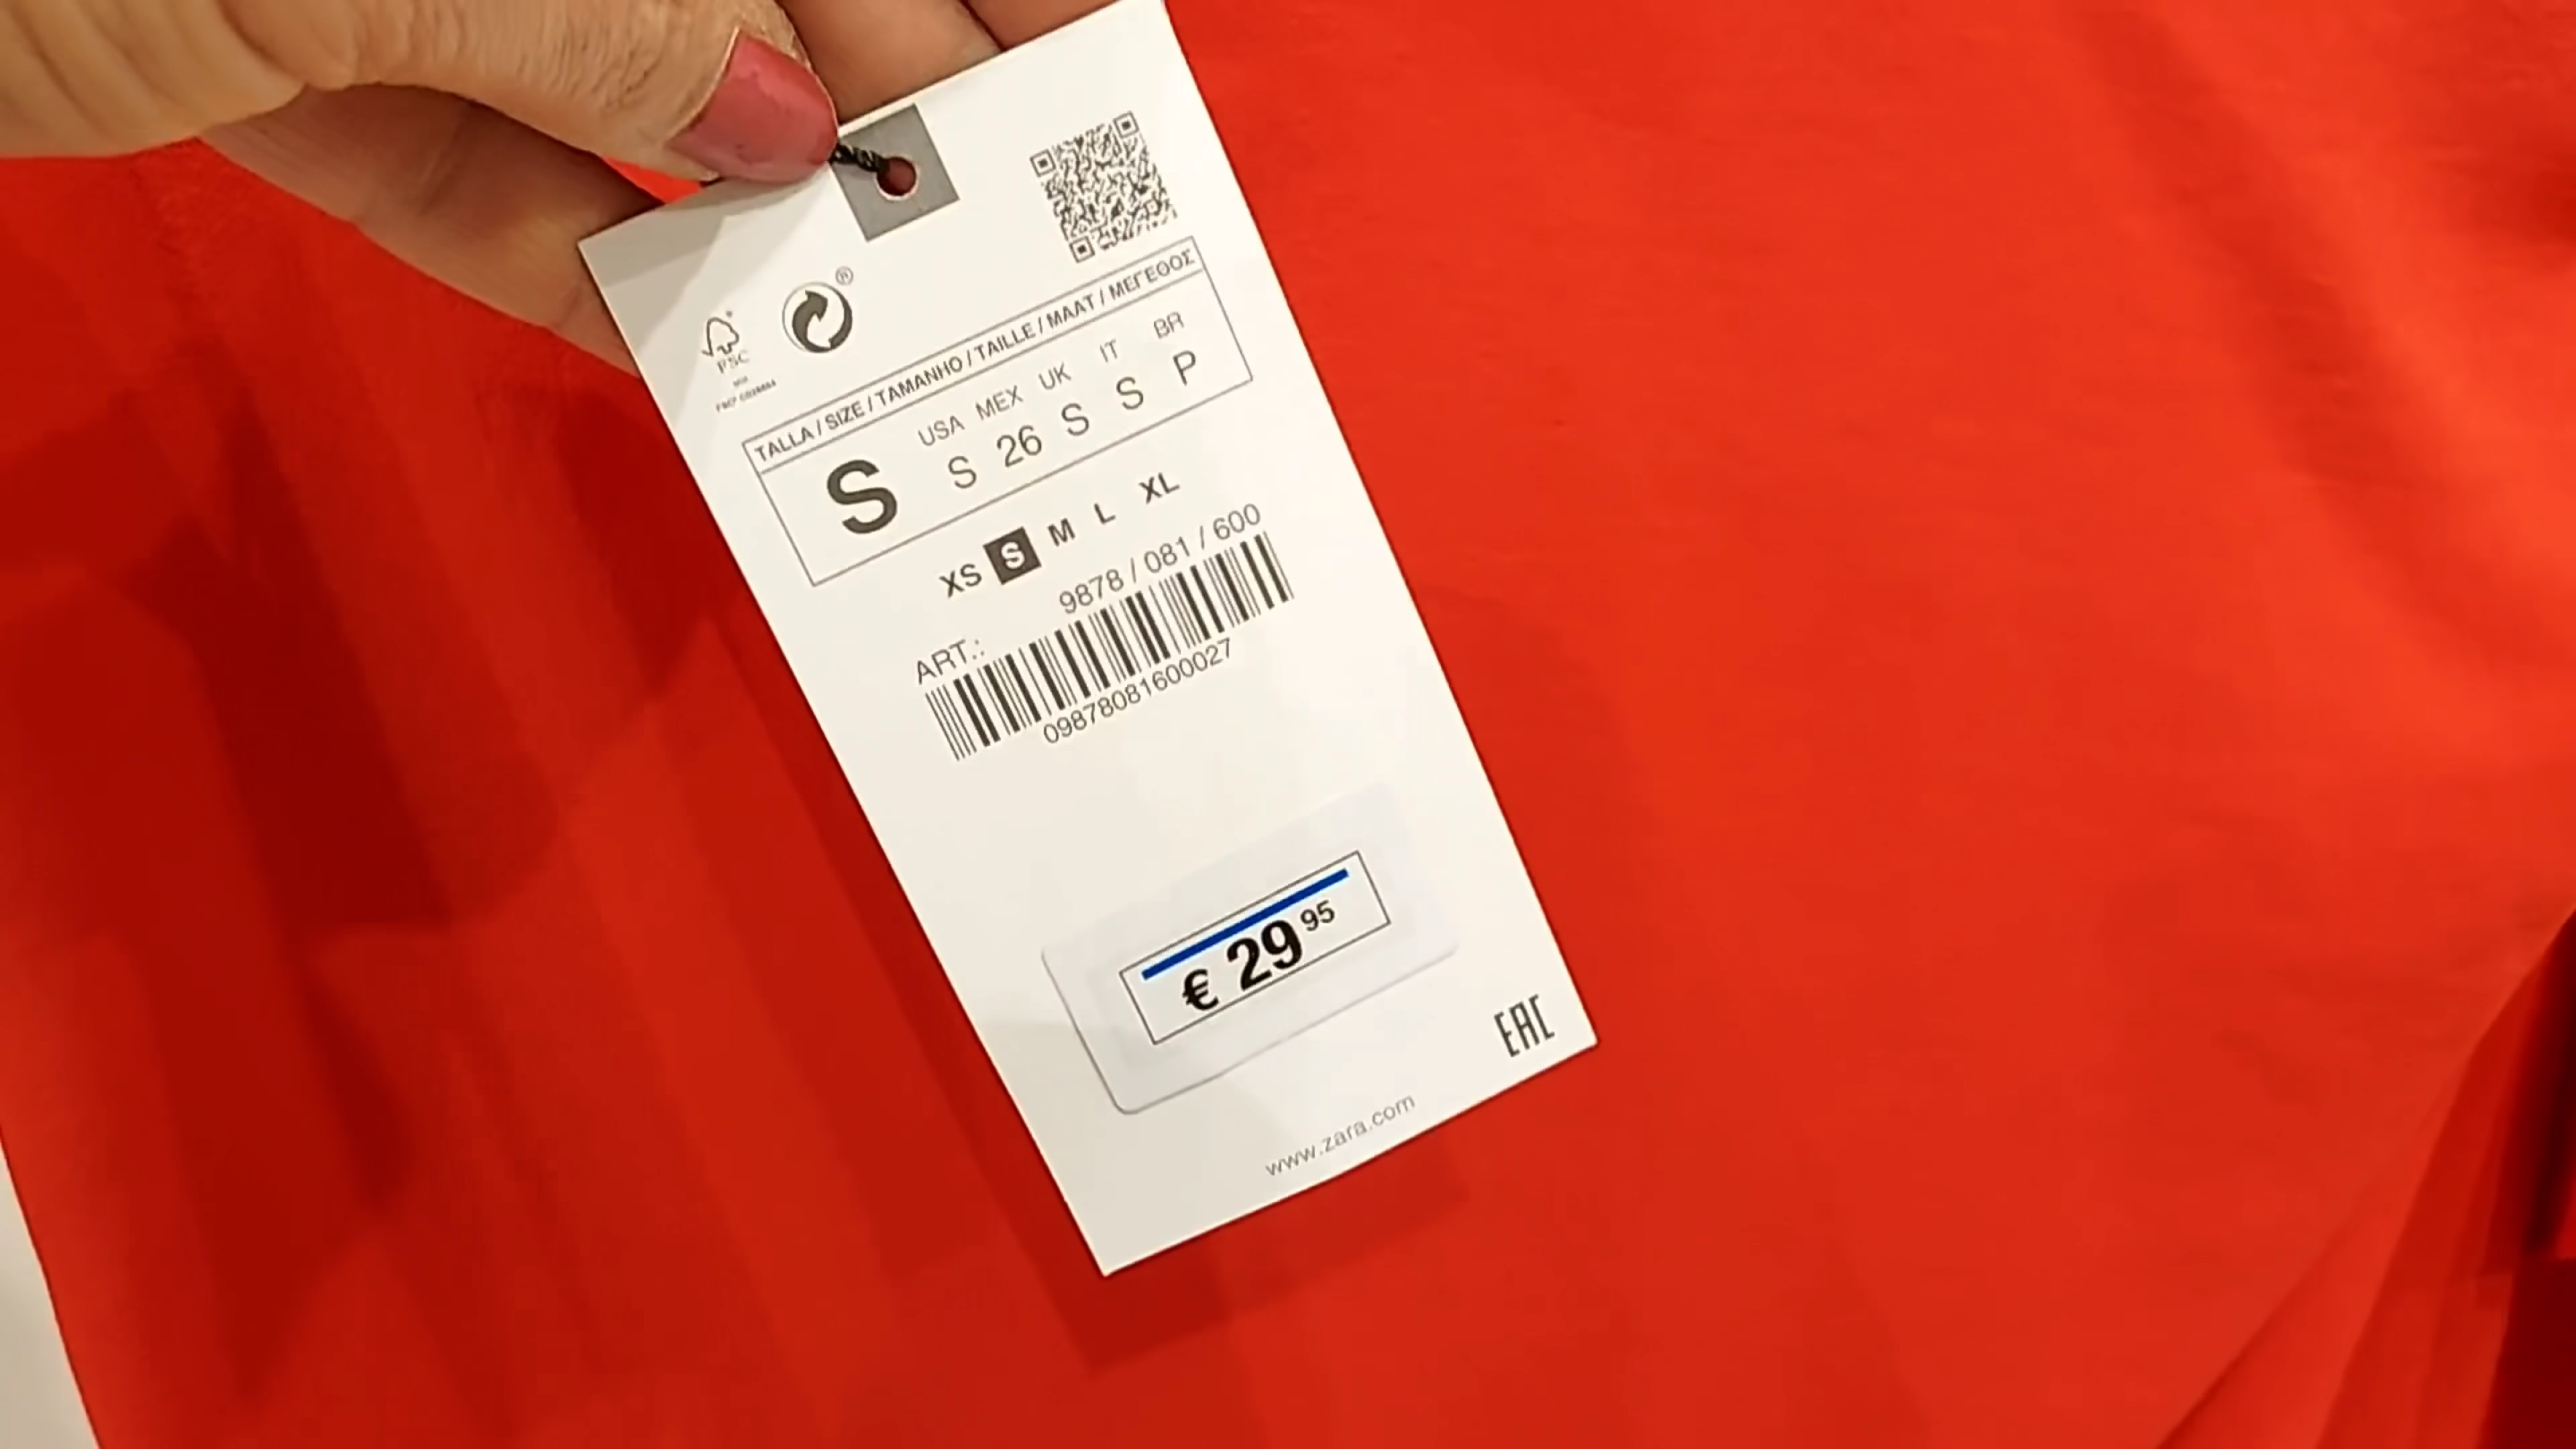 FSC
®
TALLA / SIZE / TAMANHO / TAILLE / MAAT / ΜΕΓΕΘΟΣ
USA MEX UK IT BR
S S 26 S S P
XS S M L XL
ART.: 9878 / 081 / 600
09878081600027
€ 29 95
EAC
www.zara.com